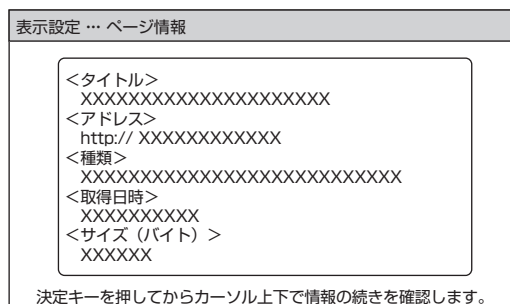 表示設定 … ページ情報
＜タイトル＞
XXXXXXXXXXXXXXXXXXXXX
＜アドレス＞
http:// XXXXXXXXXXXX
＜種類＞
XXXXXXXXXXXXXXXXXXXXXXXXXXX
＜取得日時＞
XXXXXXXXXX
＜サイズ（バイト）＞
XXXXXX
決定キーを押してからカーソル上下で情報の続きを確認します。